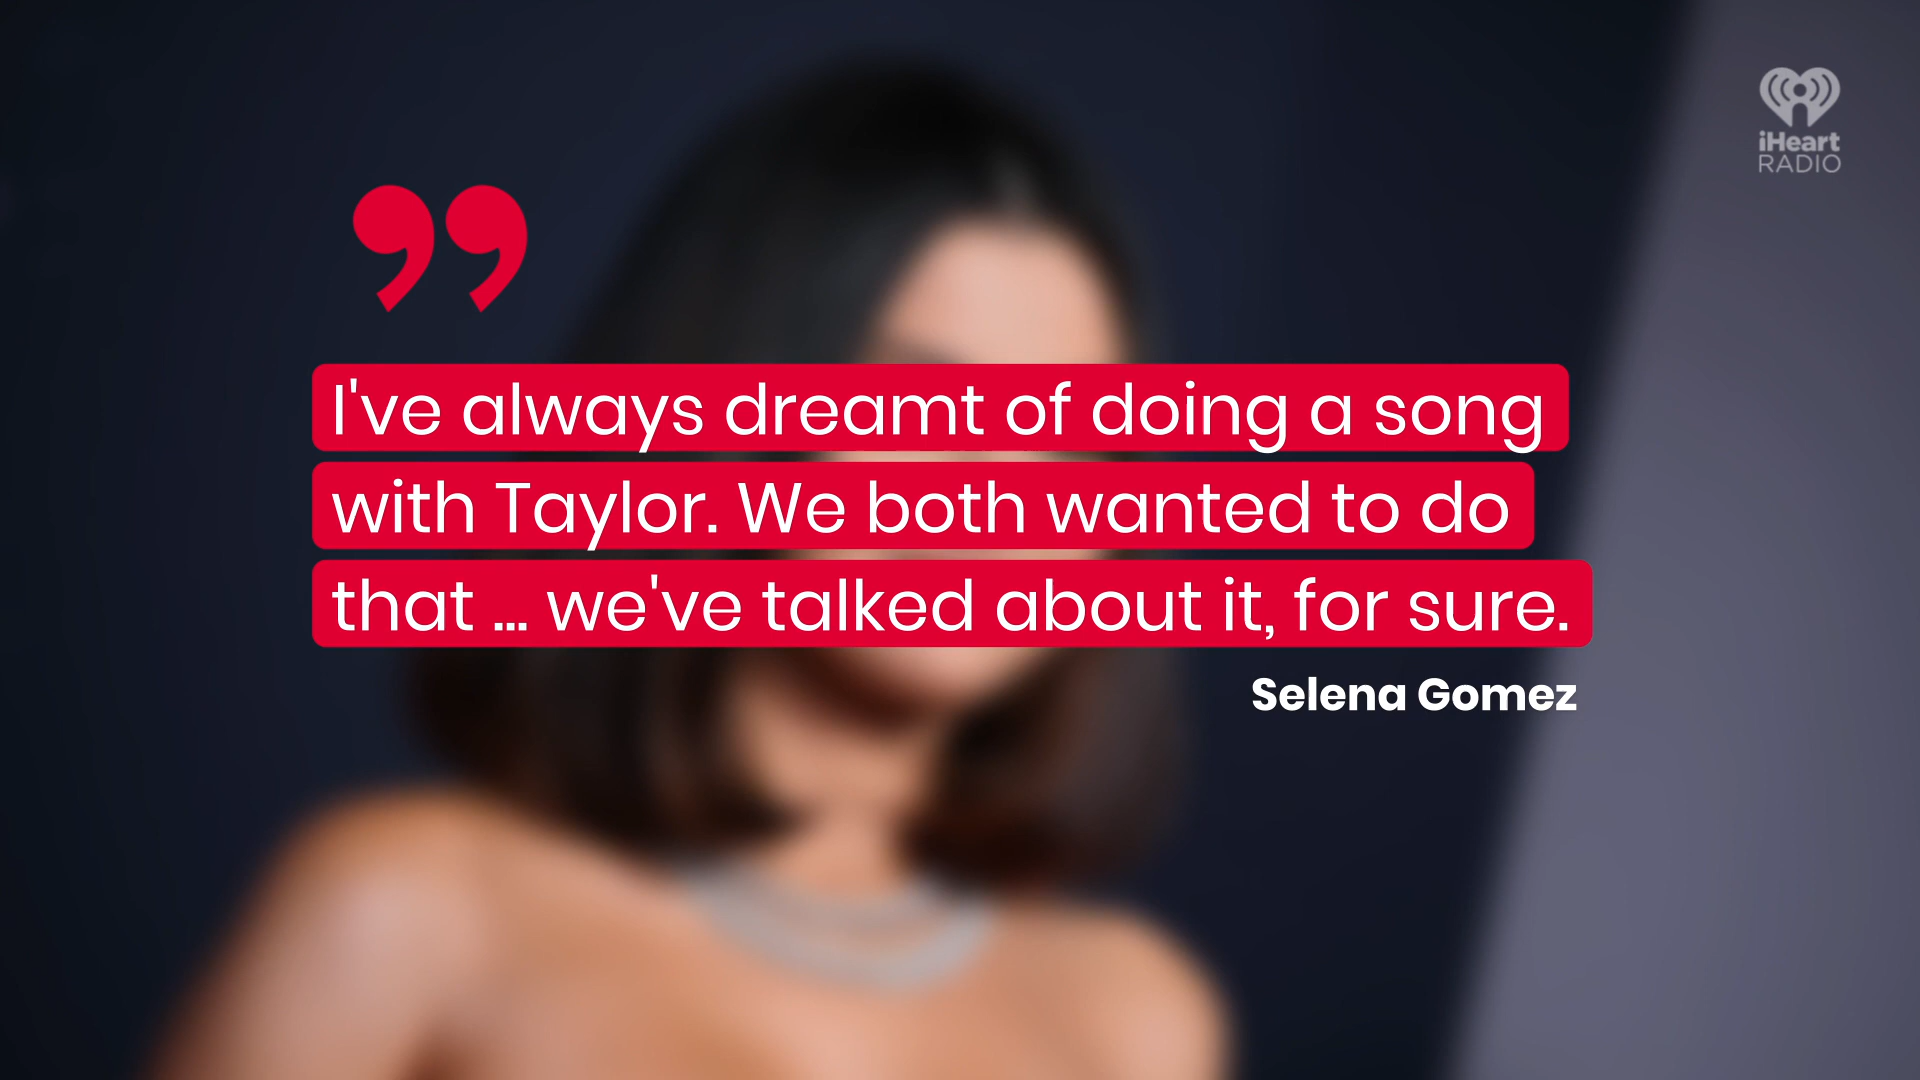 iHeart
RADIO
”
I've always dreamt of doing a song
with Taylor. We both wanted to do
that ... we've talked about it, for sure.
Selena Gomez